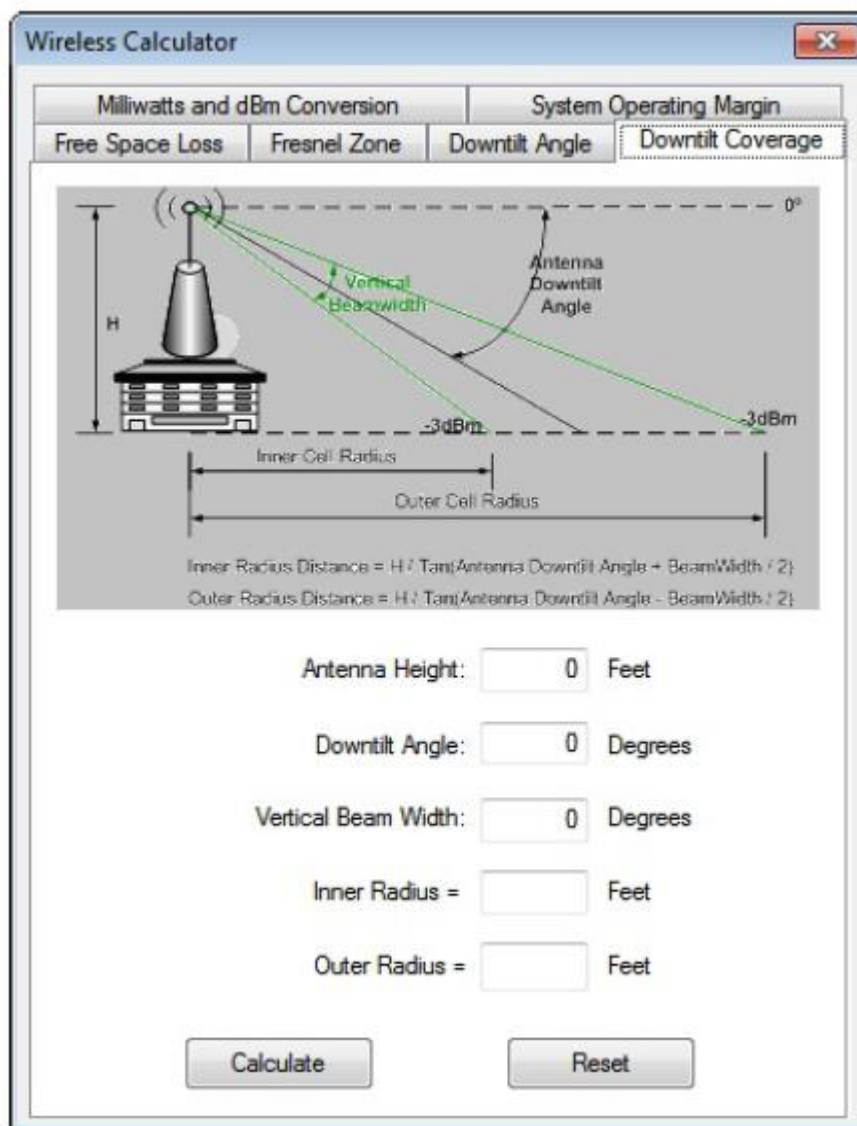 Wireless Calculator
Milliwatts and dBm Conversion
System Operating Margin
Free Space Loss
Fresnel Zone
Downtilt Angle
Downtilt Coverage
0º
Antenna
Downtilt
Angle
Vertical
Beamwidth
H
-3dBm
-3dBm
Inner Cell Radius
Outer Cell Radius
Inner Radius Distance = H / Tan(Antenna Downtilt Angle + BeamWidth / 2)
Outer Radius Distance = H / Tan(Antenna Downtilt Angle - BeamWidth / 2)
Antenna Height: 0 Feet
Downtilt Angle: 0 Degrees
Vertical Beam Width: 0 Degrees
Inner Radius = Feet
Outer Radius = Feet
Calculate
Reset